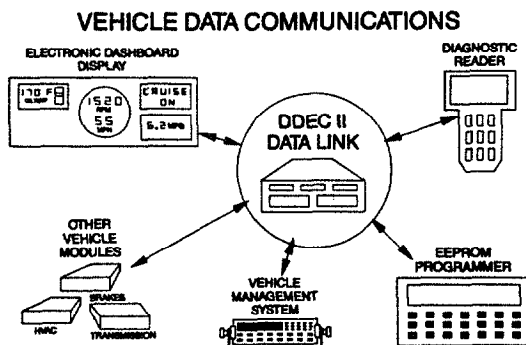 VEHICLE DATA COMMUNICATIONS
ELECTRONIC DASHBOARD
DISPLAY
170 F
1520
RPM
55
MPH
CRUISE
ON
5.2 MPG
DIAGNOSTIC
READER
DDEC II
DATA LINK
OTHER
VEHICLE
MODULES
BRAKES
HVAC
TRANSMISSION
VEHICLE
MANAGEMENT
SYSTEM
EEPROM
PROGRAMMER